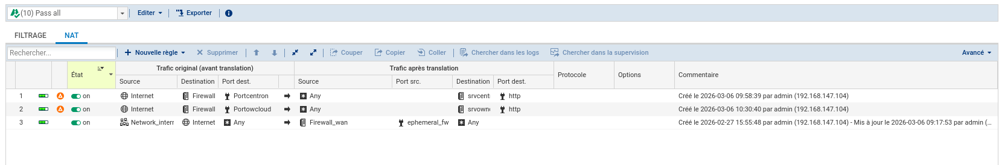 (10) Pass all Editer Exporter
FILTRAGE NAT
Rechercher... Nouvelle règle Supprimer Couper Copier Coller Chercher dans les logs Chercher dans la supervision Avancé
État Trafic original (avant translation) Trafic après translation Protocole Options Commentaire
Source Destination Port dest. Source Port src. Destination Port dest.
1 on Internet Firewall Portcentron Any srvcent http Créé le 2026-03-06 09:58:39 par admin (192.168.147.104)
2 on Internet Firewall Portowcloud Any srvown http Créé le 2026-03-06 10:30:40 par admin (192.168.147.104)
3 on Network_interr Internet Any Firewall_wan ephemeral_fw Any Créé le 2026-02-27 15:55:48 par admin (192.168.147.104) - Mis à jour le 2026-03-06 09:17:53 par admin (...